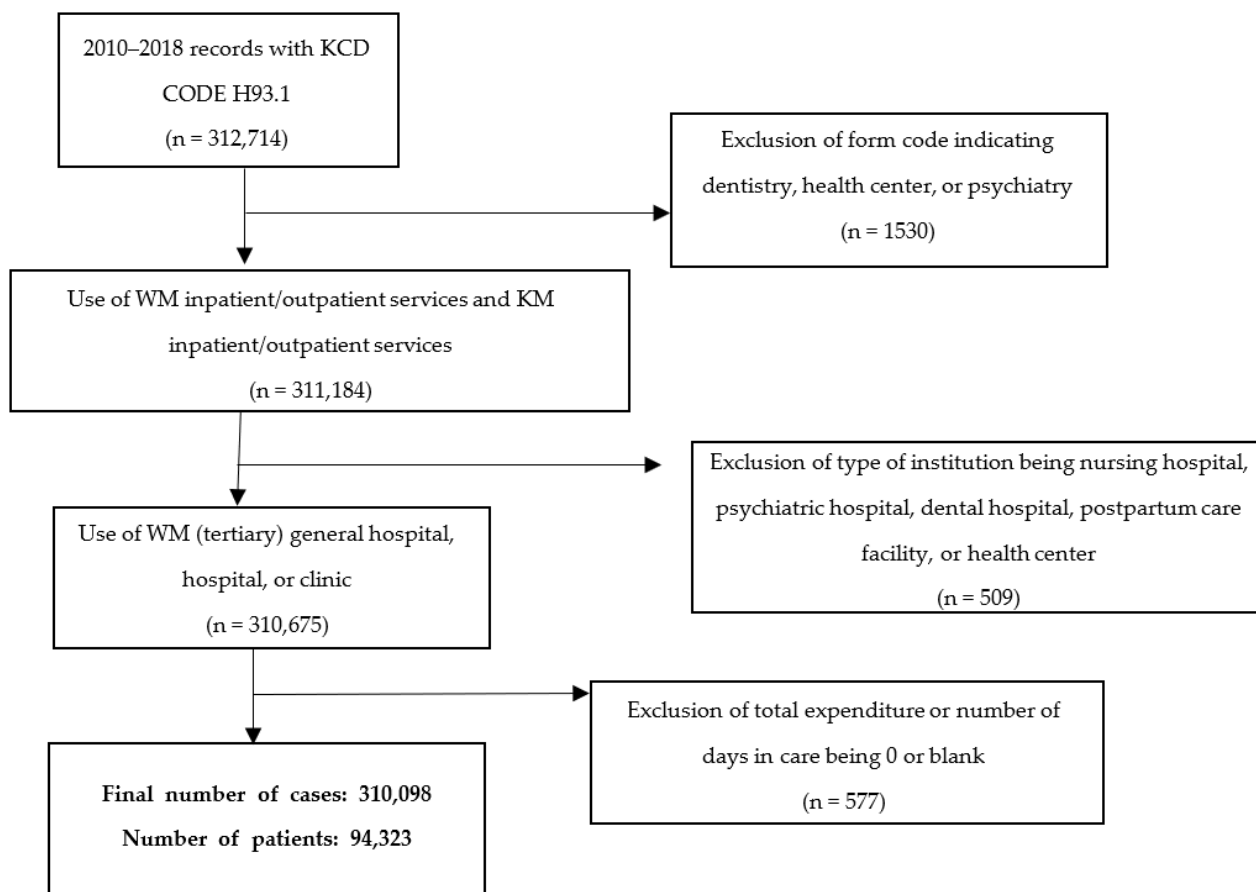 2010–2018 records with KCD
CODE H93.1
(n = 312,714)
Exclusion of form code indicating
dentistry, health center, or psychiatry
(n = 1530)
Use of WM inpatient/outpatient services and KM
inpatient/outpatient services
(n = 311,184)
Exclusion of type of institution being nursing hospital,
psychiatric hospital, dental hospital, postpartum care
facility, or health center
(n = 509)
Use of WM (tertiary) general hospital,
hospital, or clinic
(n = 310,675)
Exclusion of total expenditure or number of
days in care being 0 or blank
(n = 577)
Final number of cases: 310,098
Number of patients: 94,323